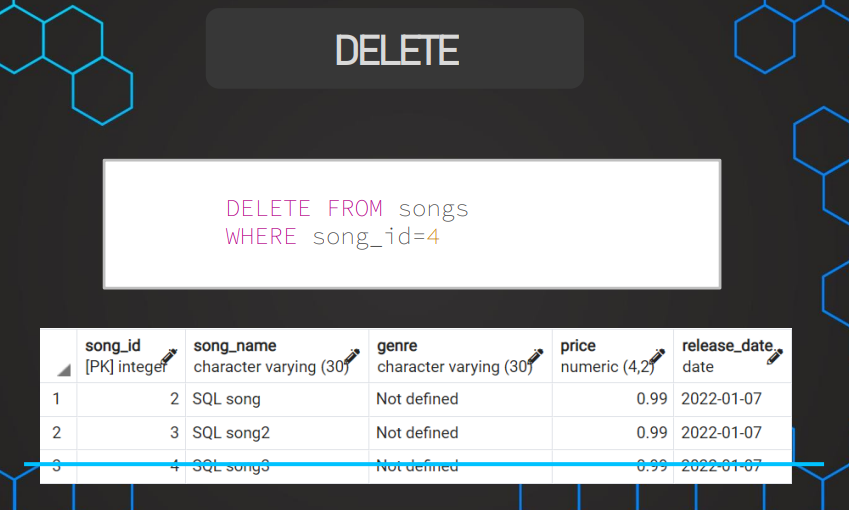 DELETE
DELETE FROM songs
WHERE song_id=4
song_id song_name genre price release_date
[PK] integer character varying (30) character varying (30) numeric (4,2) date
1 2 SQL song Not defined 0.99 2022-01-07
2 3 SQL song2 Not defined 0.99 2022-01-07
3 4 SQL song3 Not defined 0.99 2022-01-07